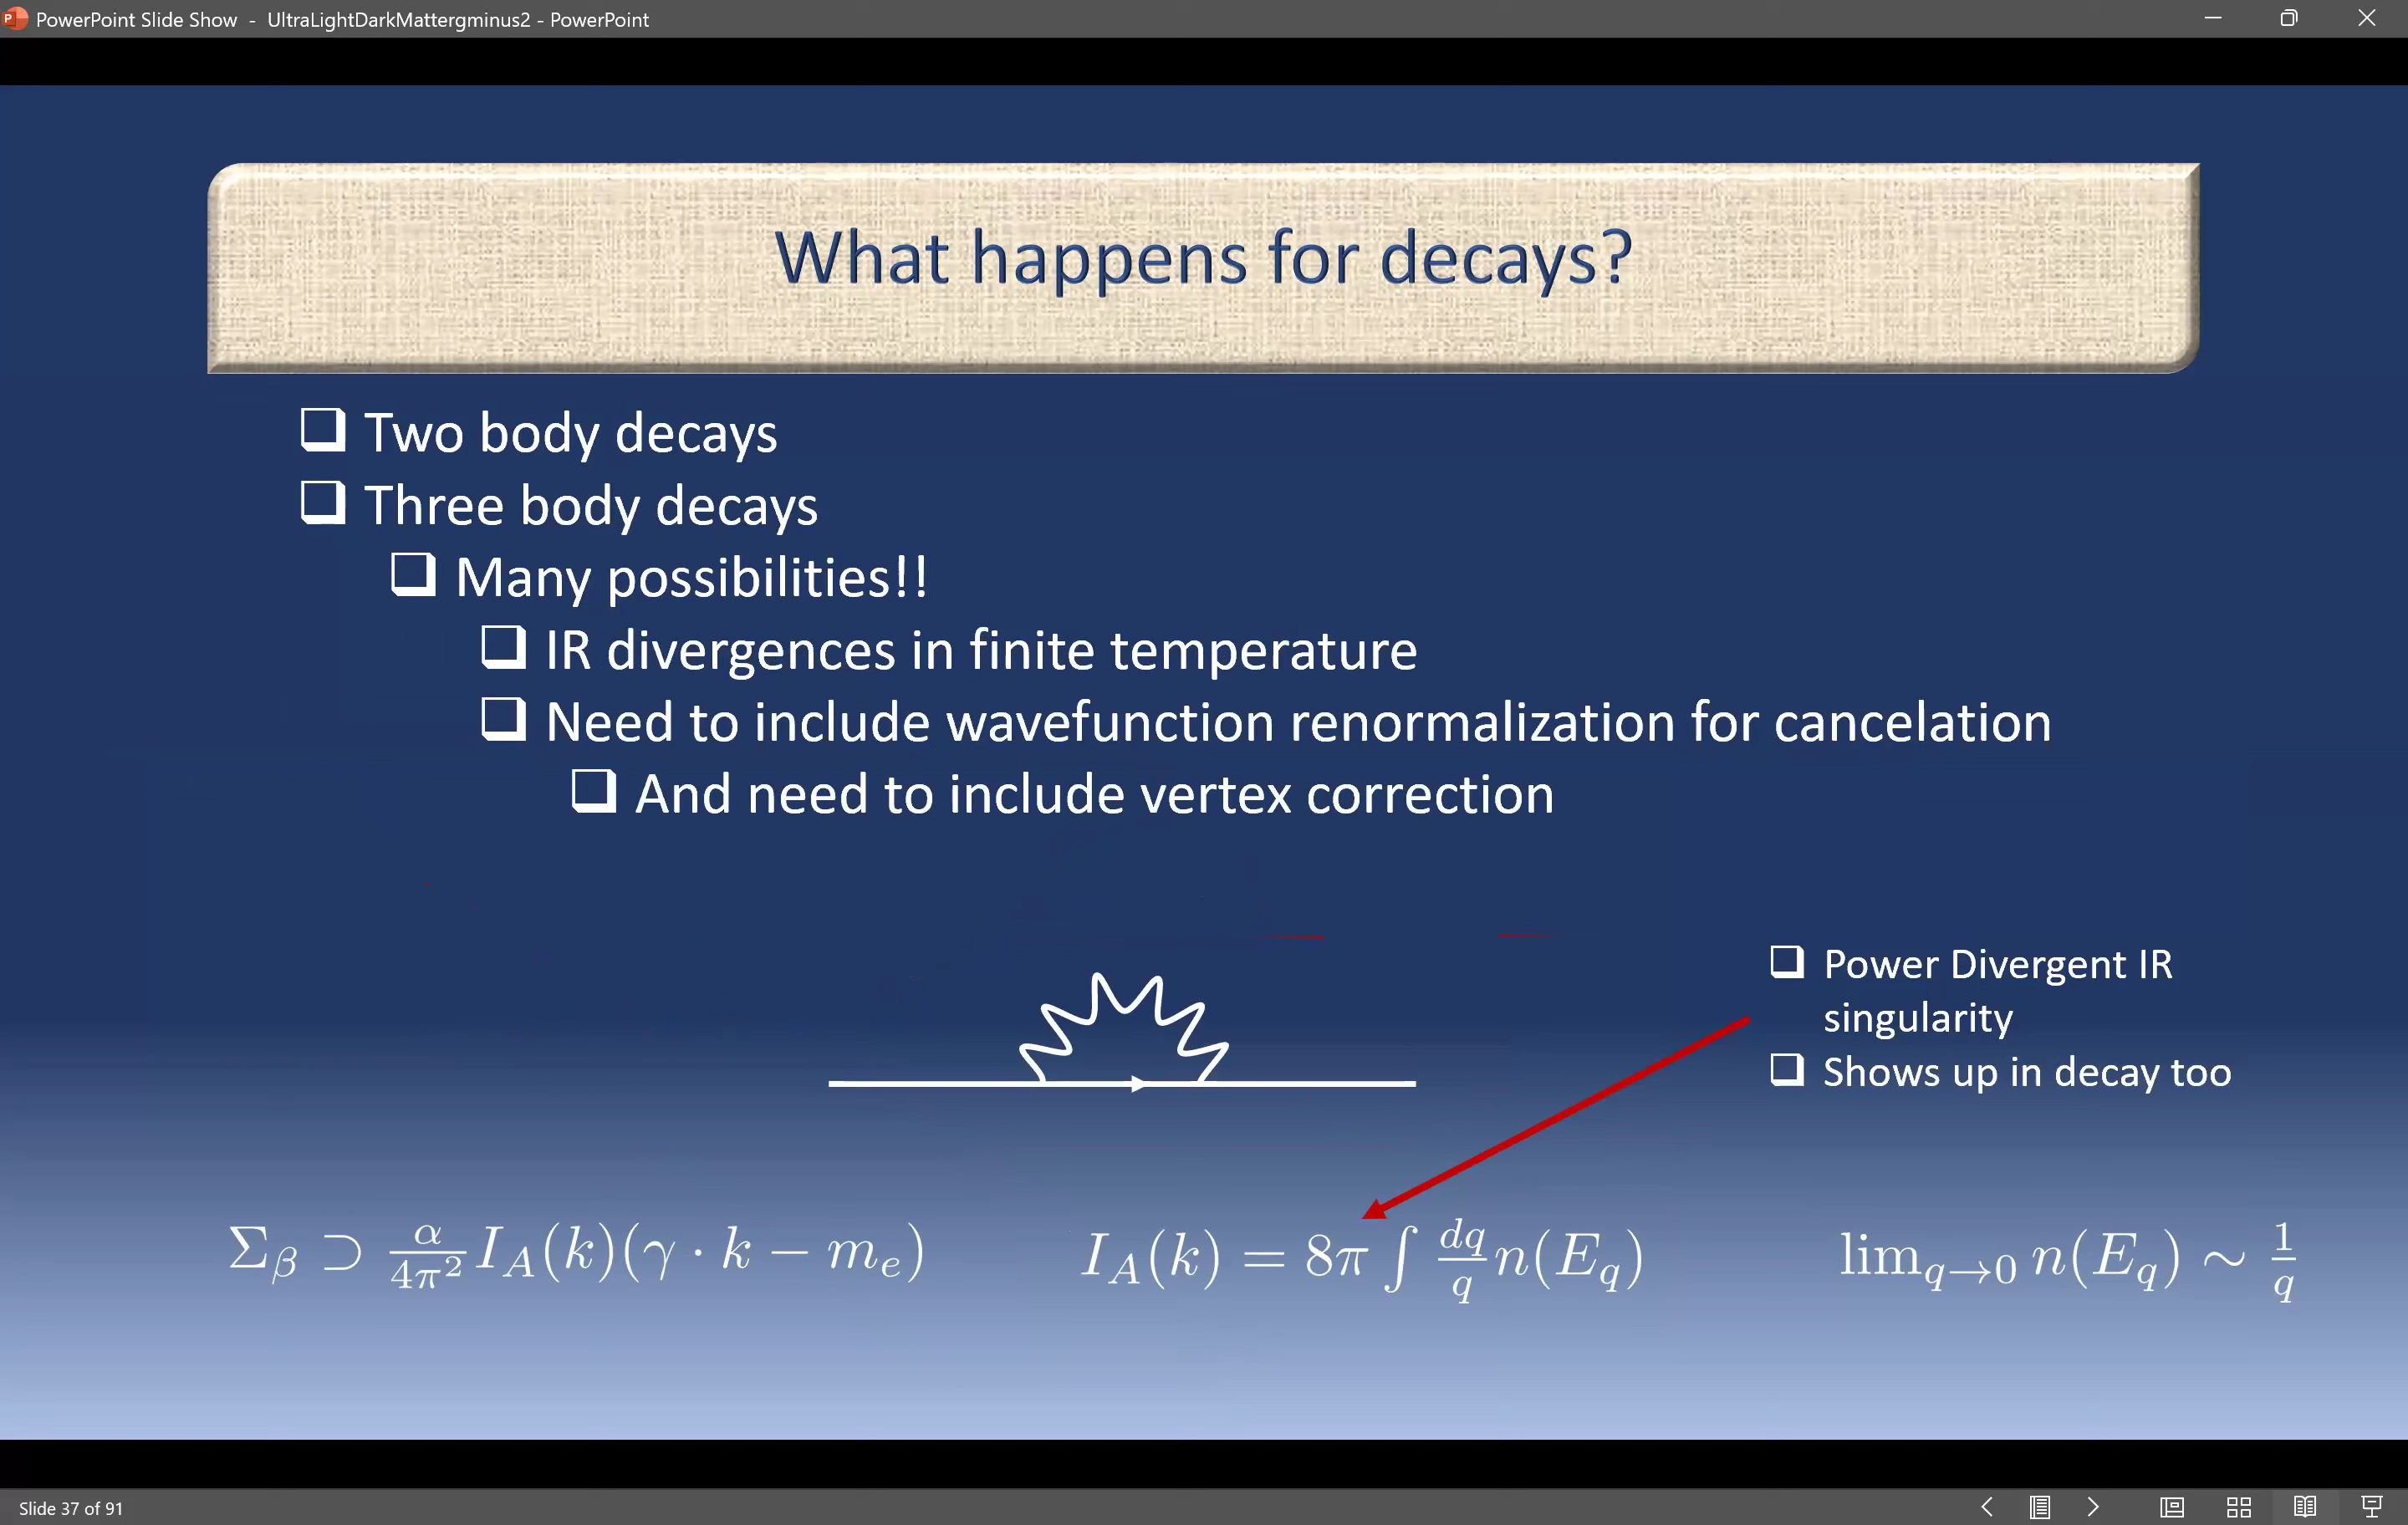 PowerPoint Slide Show - UltraLightDarkMattergminus2 - PowerPoint
What happens for decays?
Two body decays
Three body decays
Many possibilities!!
IR divergences in finite temperature
Need to include wavefunction renormalization for cancelation
And need to include vertex correction
Power Divergent IR
singularity
Shows up in decay too
Σ_β ⊃ α/4π² I_A(k)(γ · k − m_e)
I_A(k) = 8π ∫ dq/q n(E_q)
lim_{q→0} n(E_q) ∼ 1/q
Slide 37 of 91